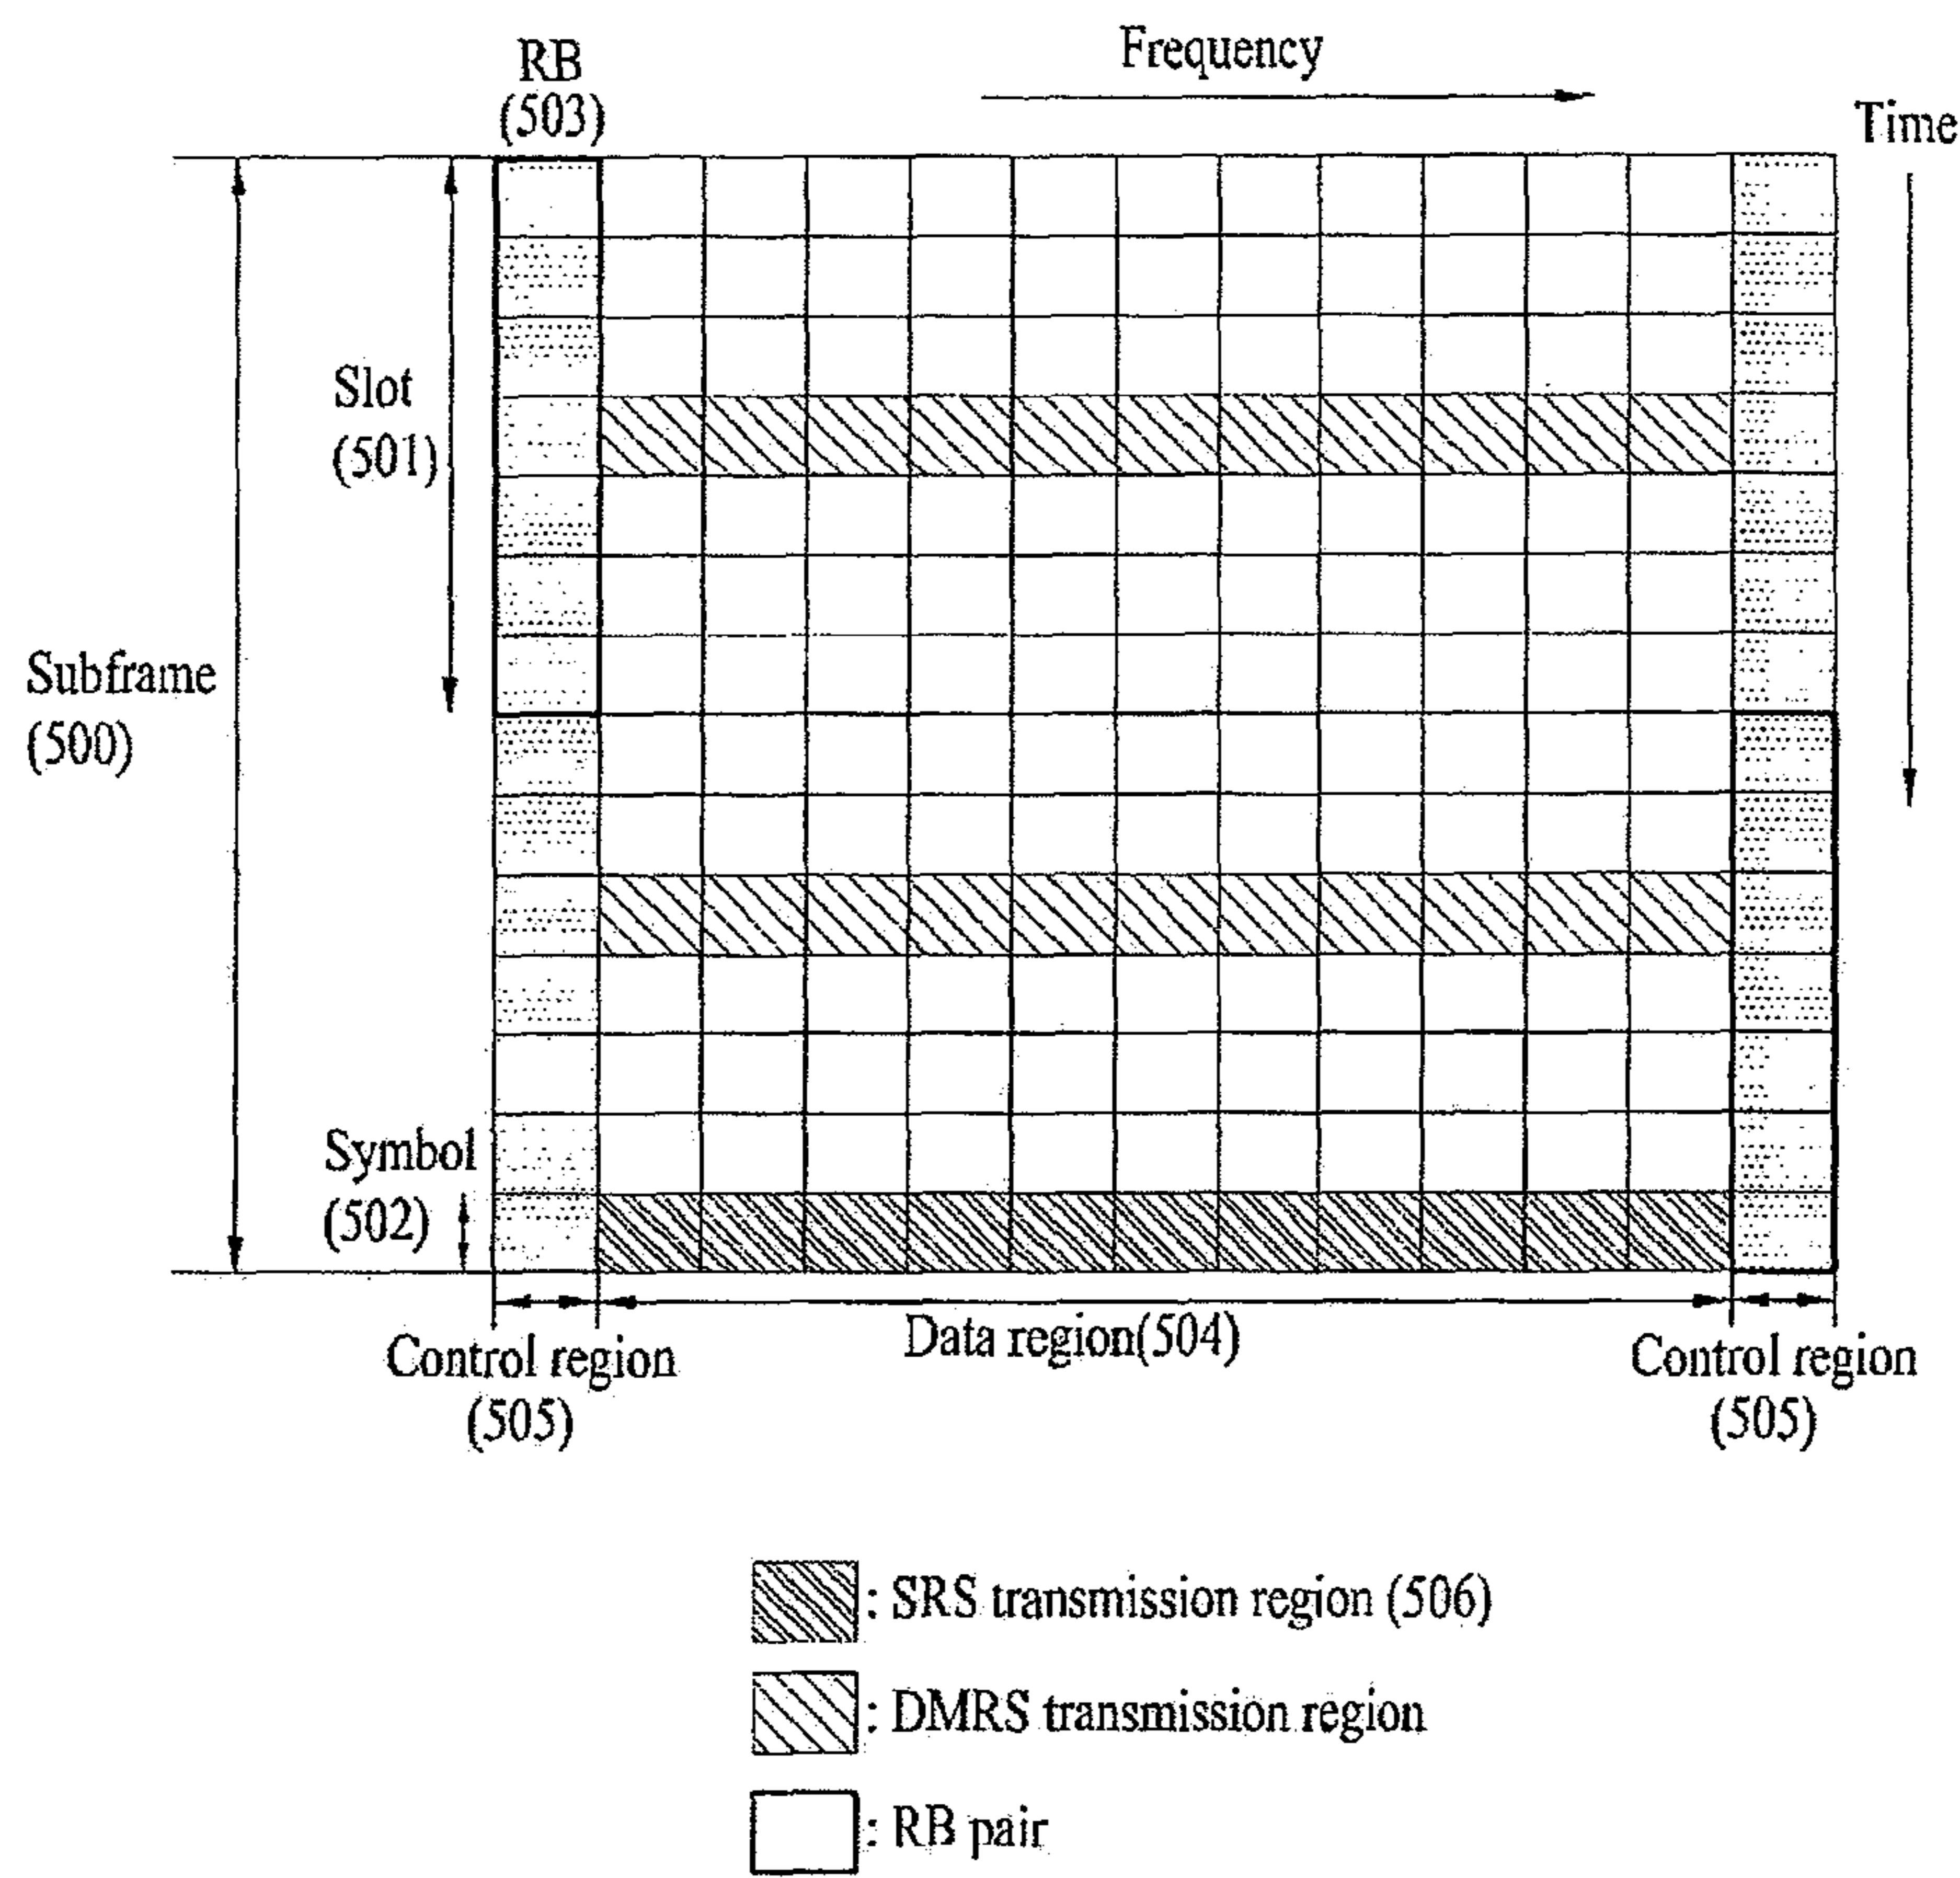 RB
(503)
Frequency
Time
Slot
(501)
Subframe
(500)
Symbol
(502)
Control region
(505)
Data region(504)
Control region
(505)
: SRS transmission region (506)
: DMRS transmission region
: RB pair